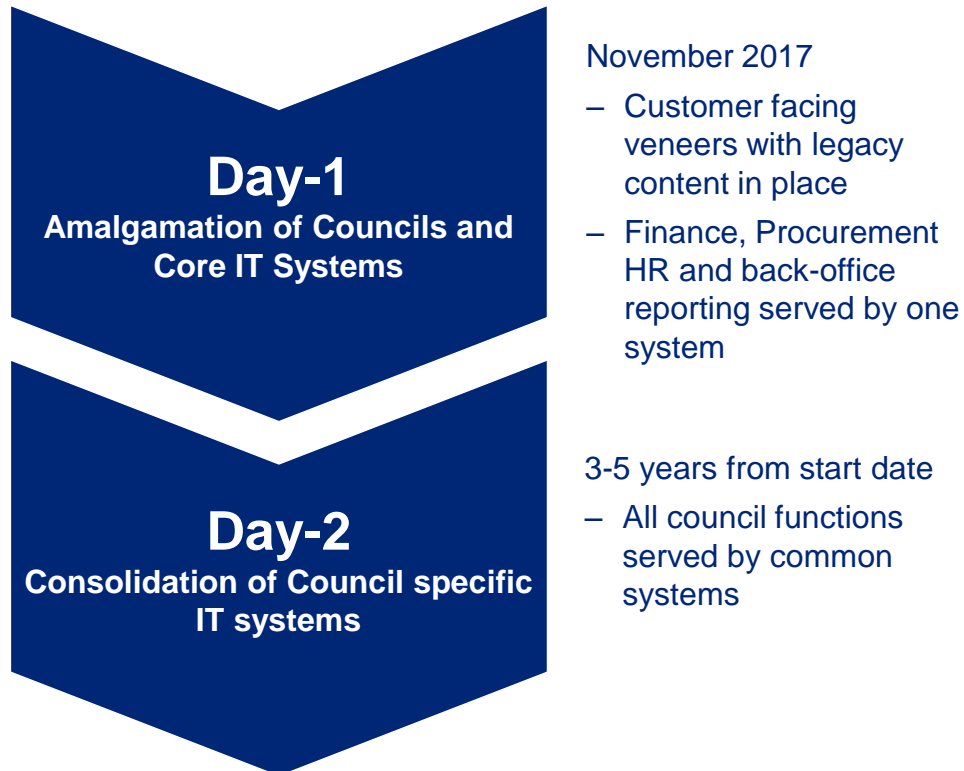 Day-1
Amalgamation of Councils and
Core IT Systems
November 2017
– Customer facing
veneers with legacy
content in place
– Finance, Procurement
HR and back-office
reporting served by one
system
Day-2
Consolidation of Council specific
IT systems
3-5 years from start date
– All council functions
served by common
systems